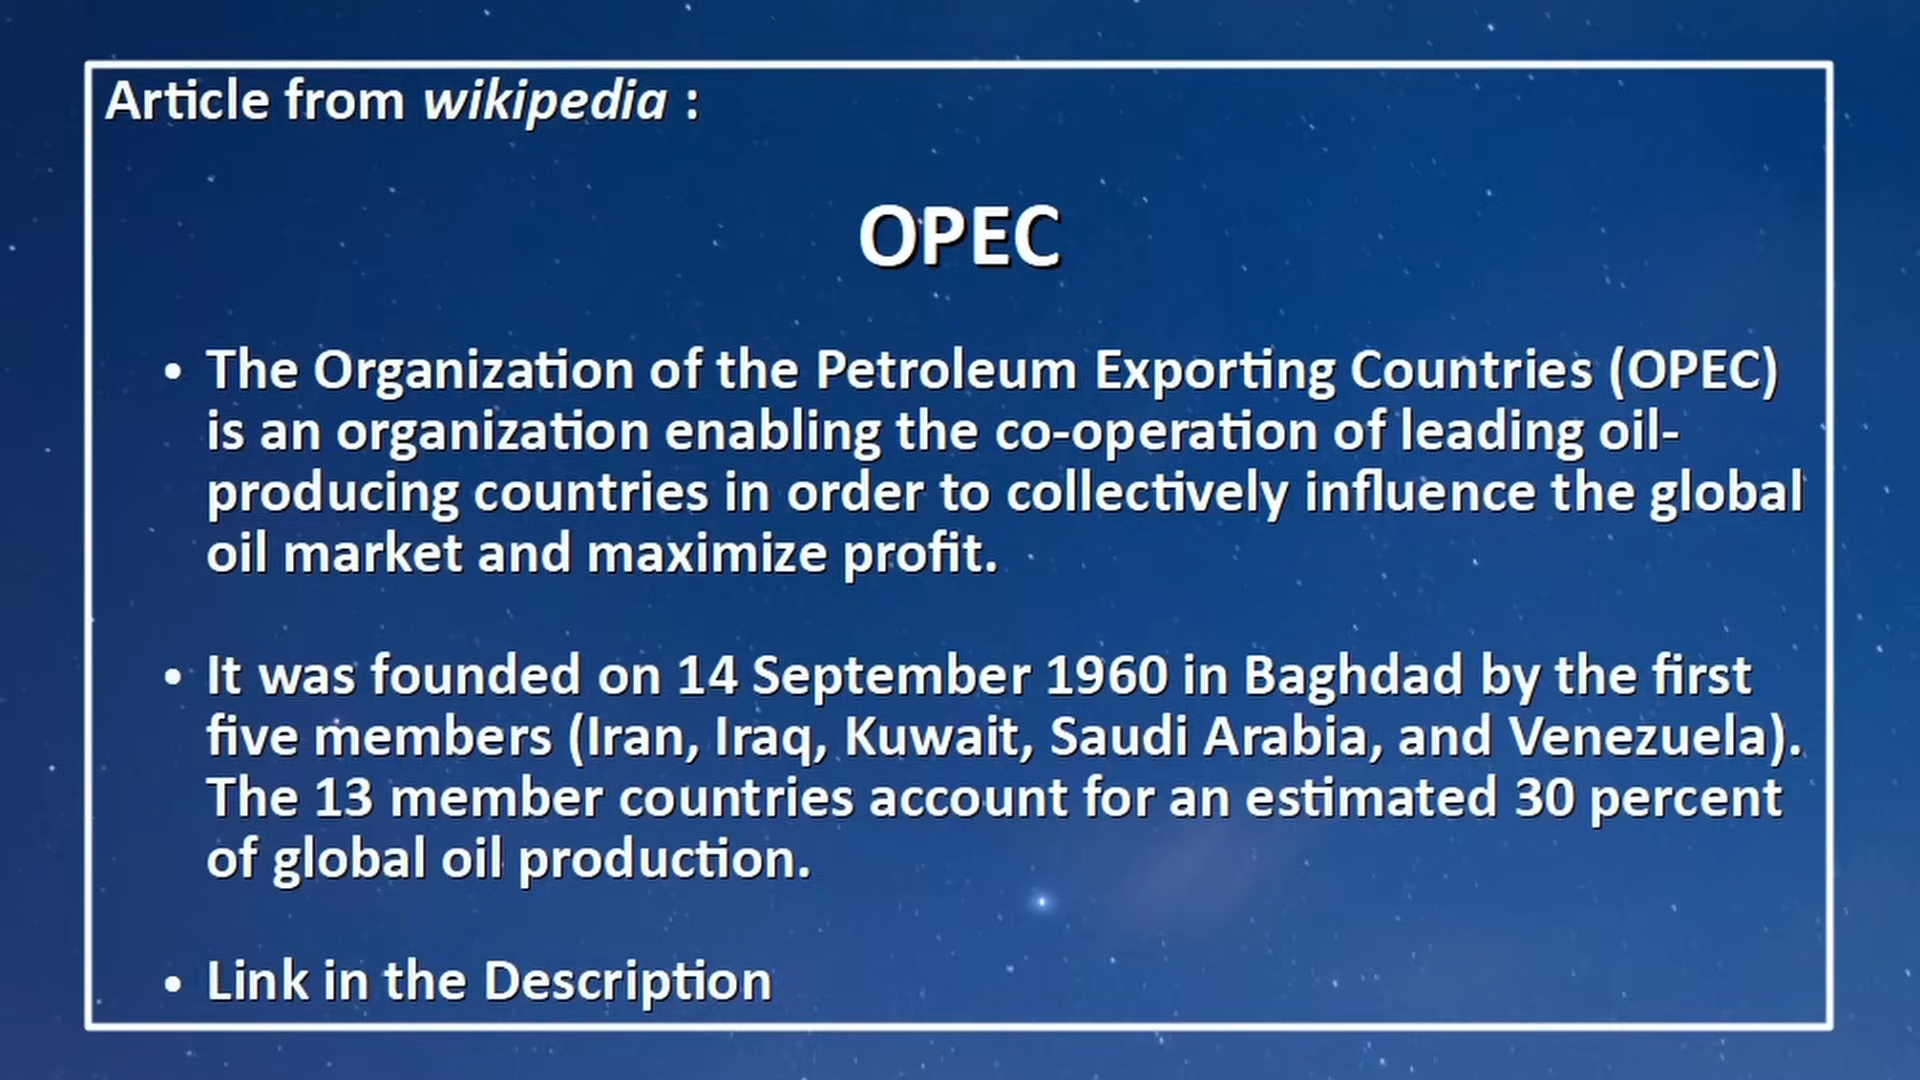 Article from wikipedia :
OPEC
• The Organization of the Petroleum Exporting Countries (OPEC)
is an organization enabling the co-operation of leading oil-
producing countries in order to collectively influence the global
oil market and maximize profit.
• It was founded on 14 September 1960 in Baghdad by the first
five members (Iran, Iraq, Kuwait, Saudi Arabia, and Venezuela).
The 13 member countries account for an estimated 30 percent
of global oil production.
• Link in the Description